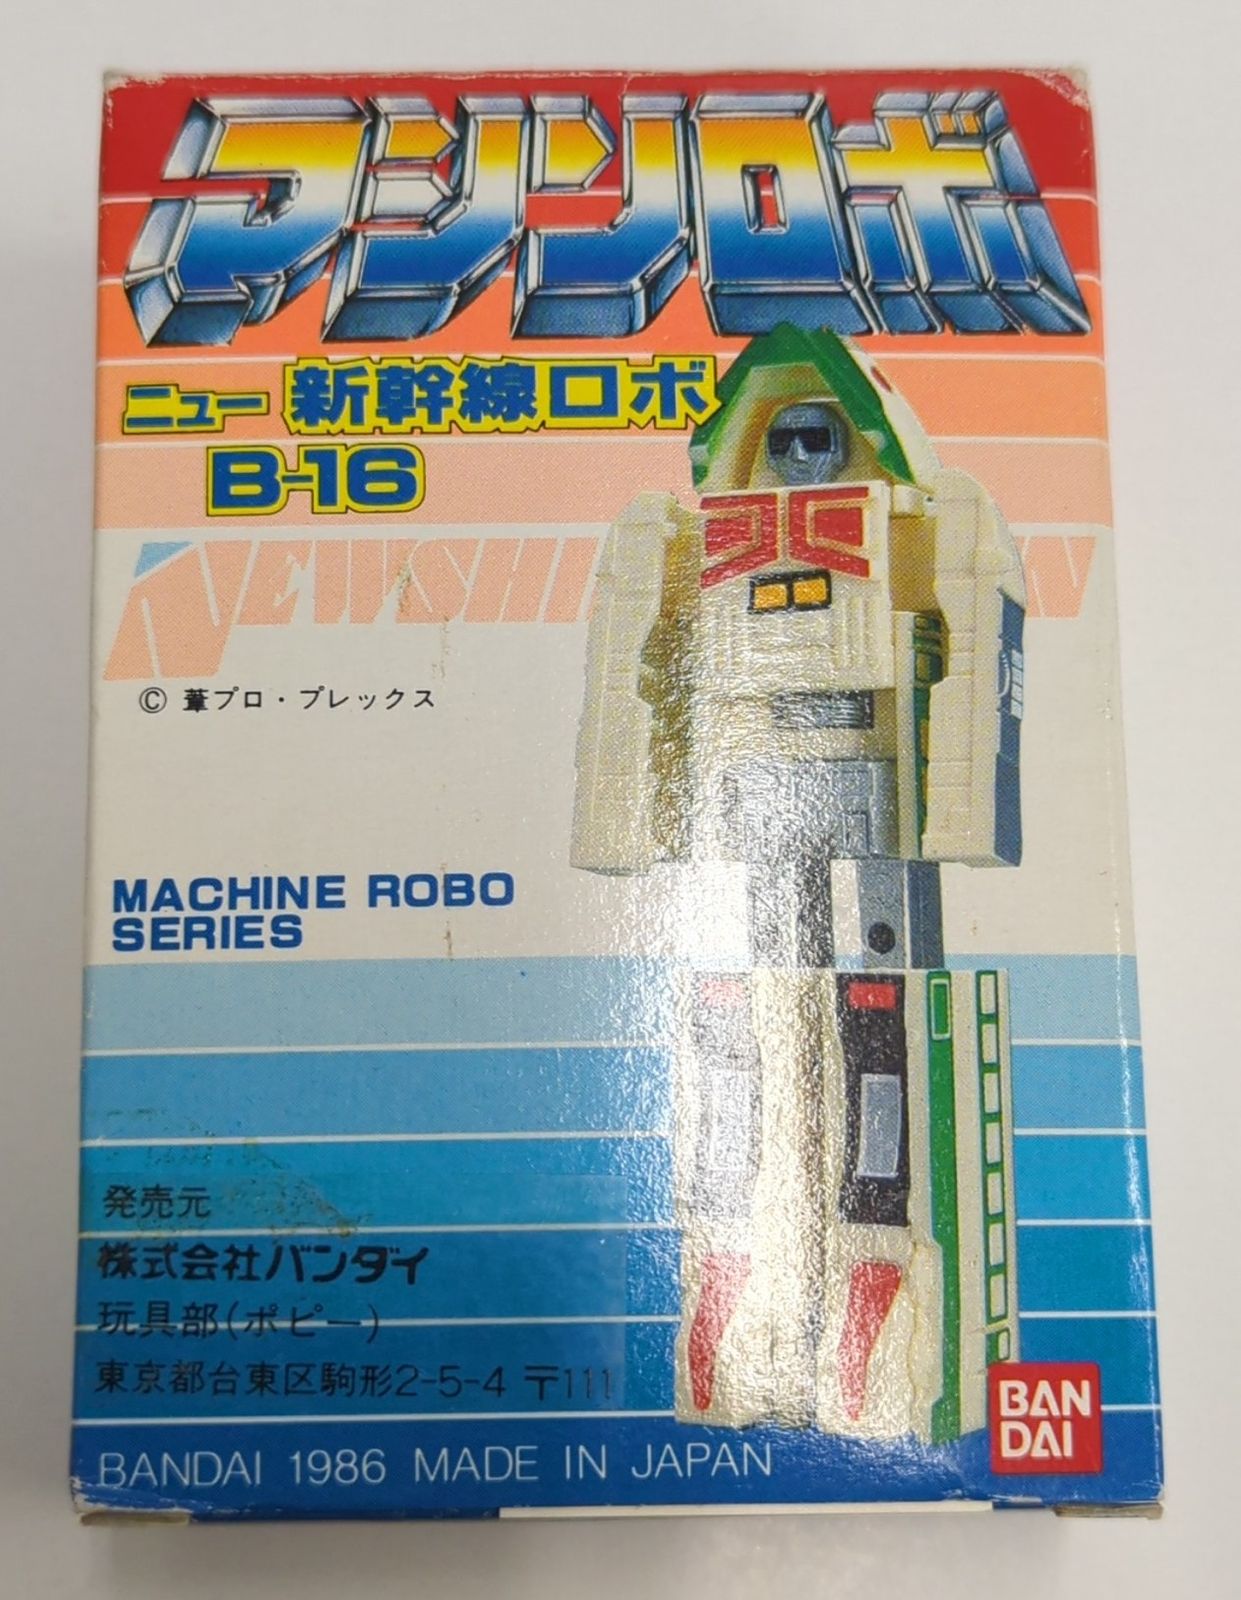 マシンロボ
ニュー 新幹線ロボ
B-16
© 葦プロ・プレックス
MACHINE ROBO
SERIES
発売元
株式会社バンダイ
玩具部(ポピー)
東京都台東区駒形2-5-4 〒111
BANDAI 1986 MADE IN JAPAN
BAN
DAI